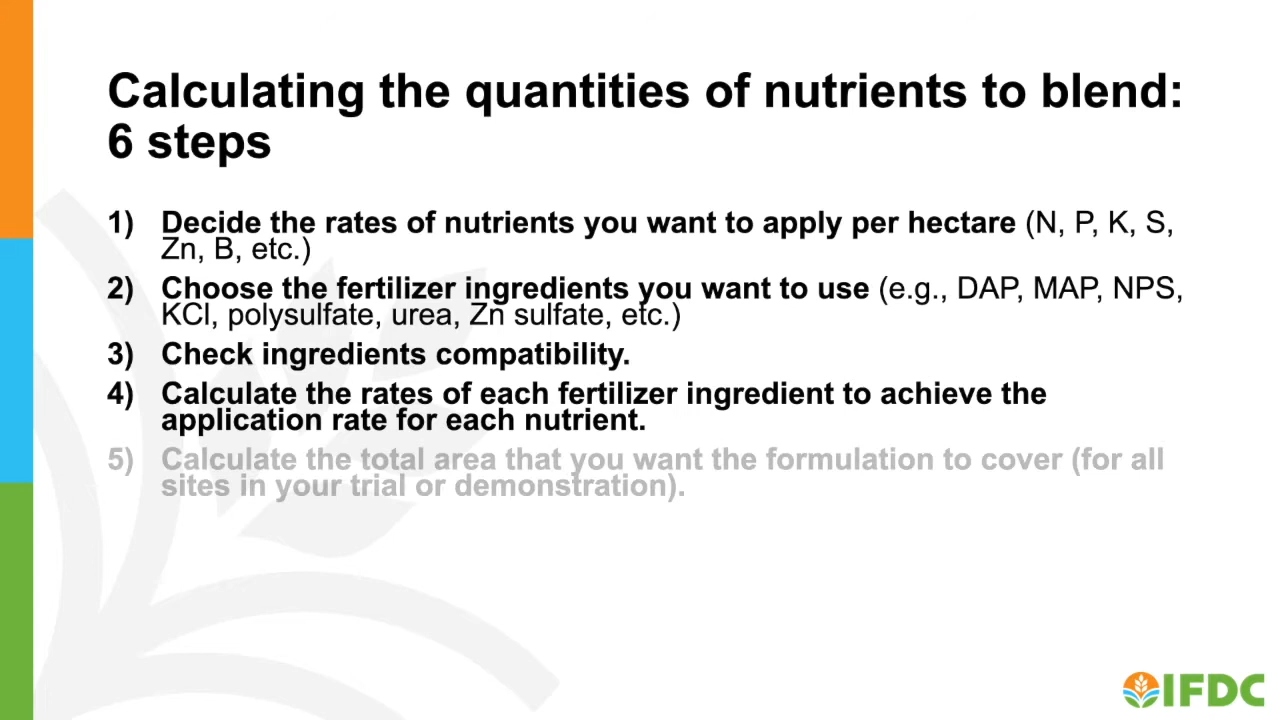 Calculating the quantities of nutrients to blend:
6 steps
1) Decide the rates of nutrients you want to apply per hectare (N, P, K, S,
Zn, B, etc.)
2) Choose the fertilizer ingredients you want to use (e.g., DAP, MAP, NPS,
KCl, polysulfate, urea, Zn sulfate, etc.)
3) Check ingredients compatibility.
4) Calculate the rates of each fertilizer ingredient to achieve the
application rate for each nutrient.
5) Calculate the total area that you want the formulation to cover (for all
sites in your trial or demonstration).
IFDC